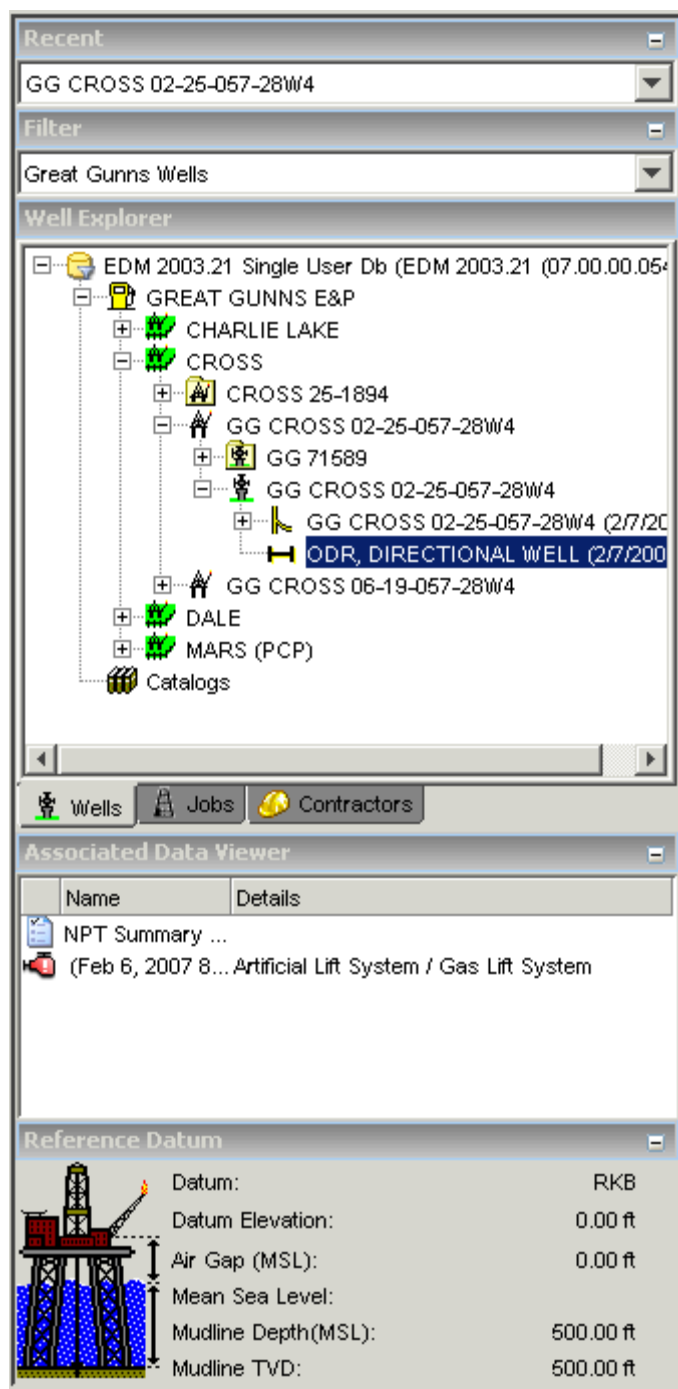 Recent
GG CROSS 02-25-057-28W4
Filter
Great Gunns Wells
Well Explorer
EDM 2003.21 Single User Db (EDM 2003.21 (07.00.00.054
GREAT GUNNS E&P
CHARLIE LAKE
CROSS
CROSS 25-1894
GG CROSS 02-25-057-28W4
GG 71589
GG CROSS 02-25-057-28W4
GG CROSS 02-25-057-28W4 (2/7/20
ODR, DIRECTIONAL WELL (2/7/200
GG CROSS 06-19-057-28W4
DALE
MARS (PCP)
Catalogs
Wells Jobs Contractors
Associated Data Viewer
Name Details
NPT Summary ...
(Feb 6, 2007 8... Artificial Lift System / Gas Lift System
Reference Datum
Datum: RKB
Datum Elevation: 0.00 ft
Air Gap (MSL): 0.00 ft
Mean Sea Level:
Mudline Depth(MSL): 500.00 ft
Mudline TVD: 500.00 ft